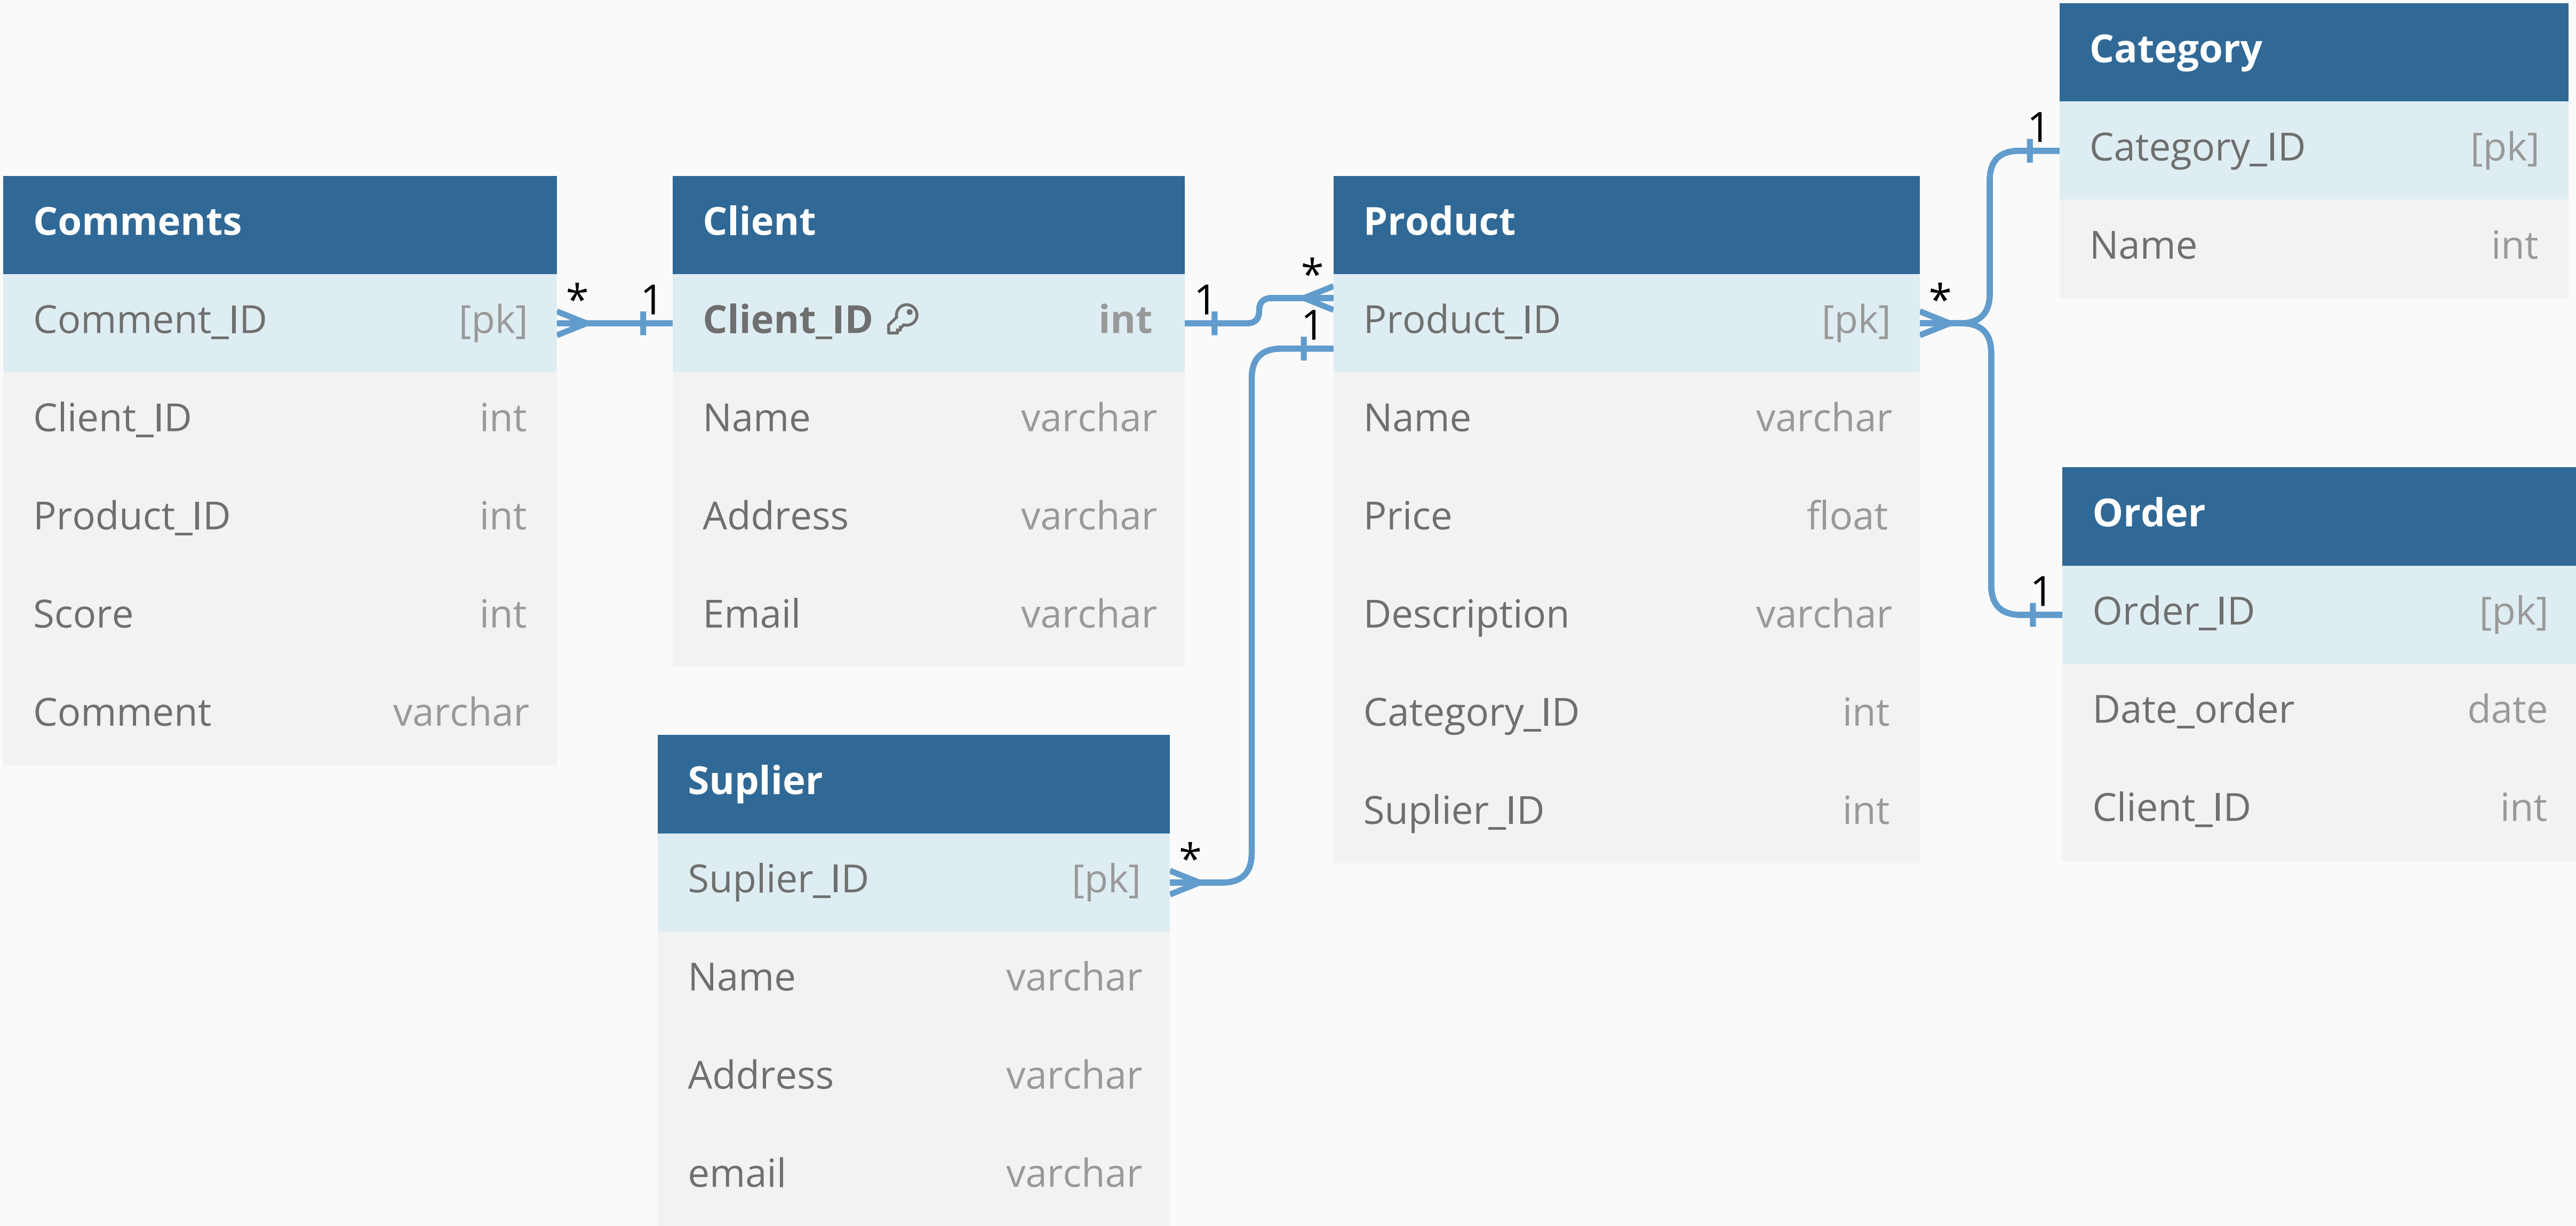 Comments
Comment_ID [pk]
Client_ID int
Product_ID int
Score int
Comment varchar
* 1
Client
Client_ID int
Name varchar
Address varchar
Email varchar
1 *
1
Suplier
Suplier_ID [pk]
Name varchar
Address varchar
email varchar
*
Product
Product_ID [pk]
Name varchar
Price float
Description varchar
Category_ID int
Suplier_ID int
*
1
Category
Category_ID [pk]
Name int
1
Order
Order_ID [pk]
Date_order date
Client_ID int